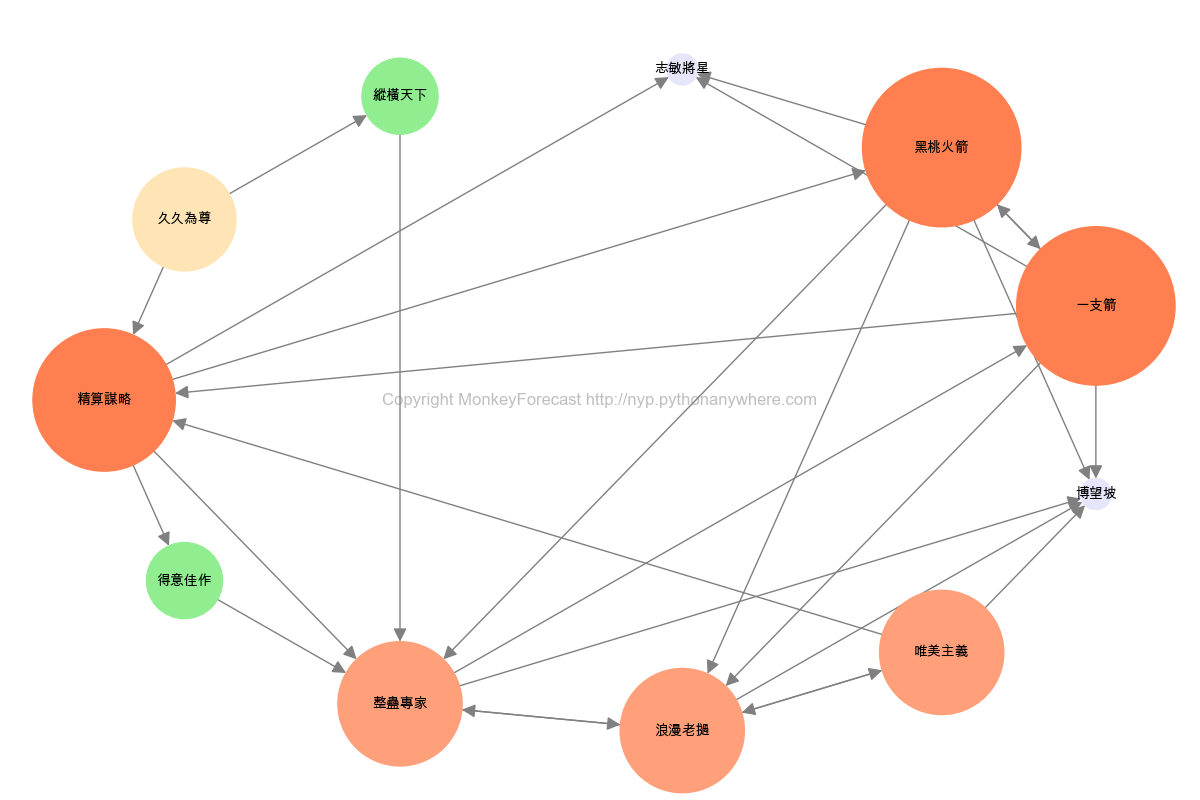 志敏將星
縱橫天下
黑桃火箭
久久為尊
一支箭
精算謀略
Copyright MonkeyForecast http://nyp.pythonanywhere.com
博望坡
得意佳作
唯美主義
整蠱專家
浪漫老撾